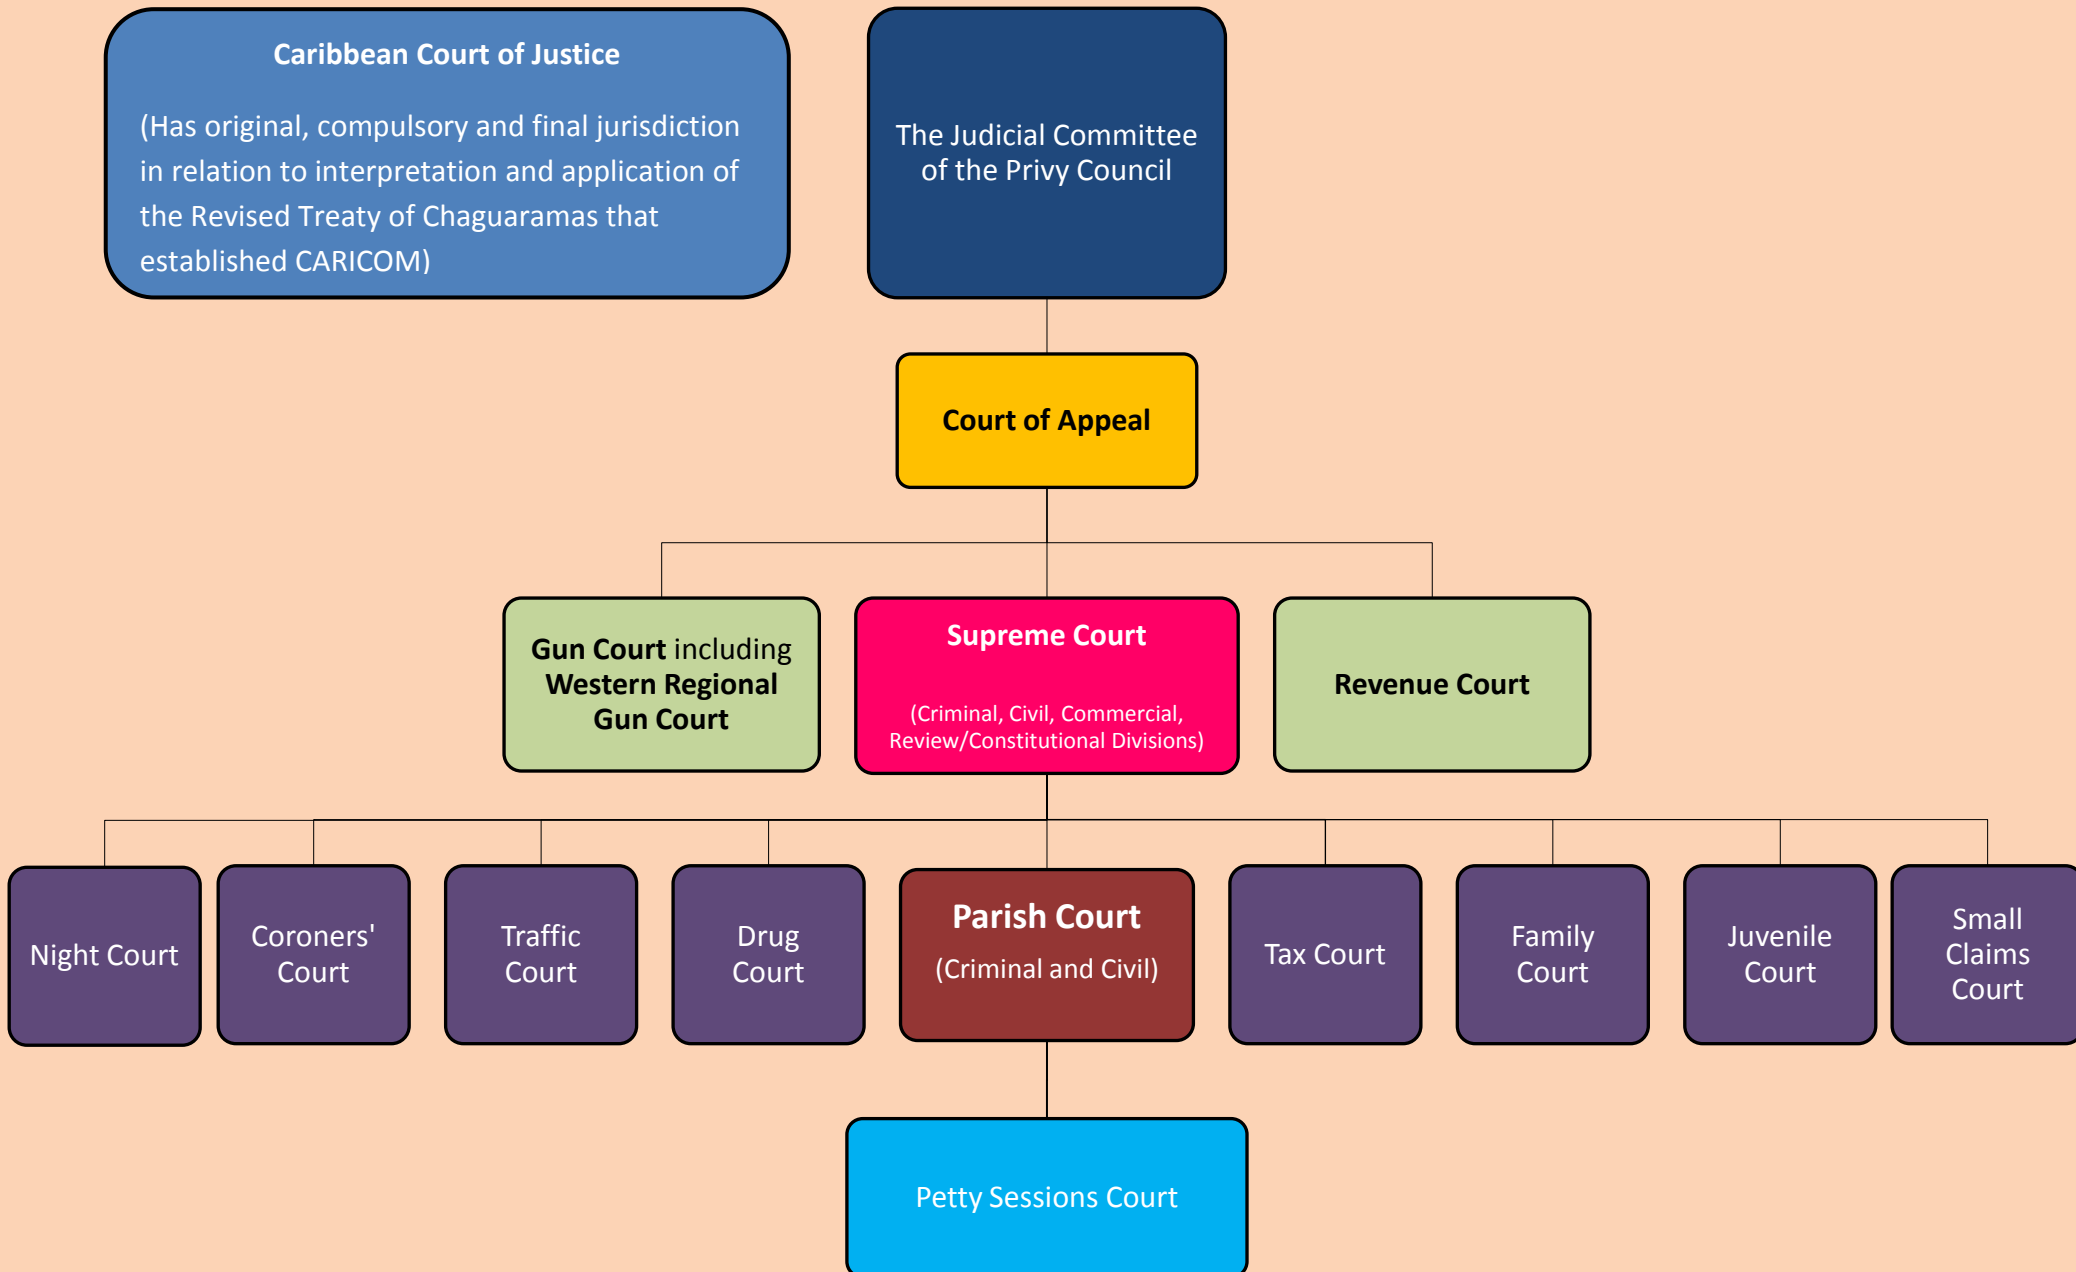 Caribbean Court of Justice
(Has original, compulsory and final jurisdiction
in relation to interpretation and application of
the Revised Treaty of Chaguaramas that
established CARICOM)
The Judicial Committee
of the Privy Council
Court of Appeal
Gun Court including
Western Regional
Gun Court
Supreme Court
(Criminal, Civil, Commercial,
Review/Constitutional Divisions)
Revenue Court
Night Court
Coroners'
Court
Traffic
Court
Drug
Court
Parish Court
(Criminal and Civil)
Tax Court
Family
Court
Juvenile
Court
Small
Claims
Court
Petty Sessions Court